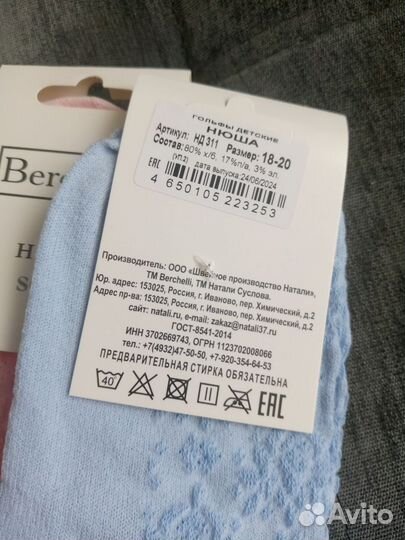 ГОЛЬФЫ ДЕТСКИЕ
НЮША
Артикул: НД 311 Размер: 18-20
Состав:80% х/б, 17%п/а, 3% эл.
(уп.2) дата выпуска:24/06/2024
4 650105 223253
Berche
H
S
Производитель: ООО «Швейное производство Натали»,
ТМ Berchelli, ТМ Натали Суслова.
Юр. адрес: 153025, Россия, г. Иваново, пер. Химический, д.2
Адрес пр-ва: 153025, Россия, г. Иваново, пер. Химический, д.2
сайт: natali.ru, e-mail: zakaz@natali37.ru
ГОСТ-8541-2014
ИНН 3702669743, ОГРН 1123702008066
тел.: +7(4932)47-50-50, +7-920-354-64-53
ПРЕДВАРИТЕЛЬНАЯ СТИРКА ОБЯЗАТЕЛЬНА
40
EAC
Avito